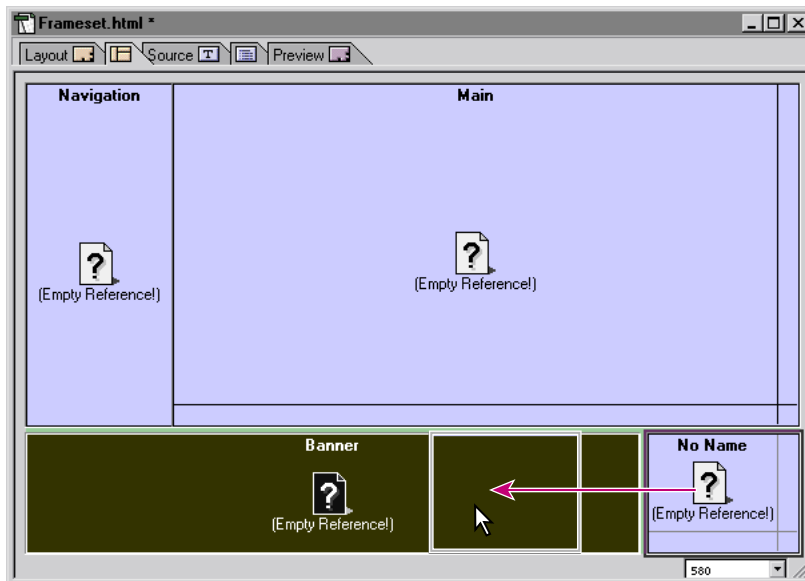 Frameset.html *
Layout Source T Preview
Navigation
Main
?
(Empty Reference!)
?
(Empty Reference!)
Banner
No Name
?
(Empty Reference!)
?
(Empty Reference!)
580